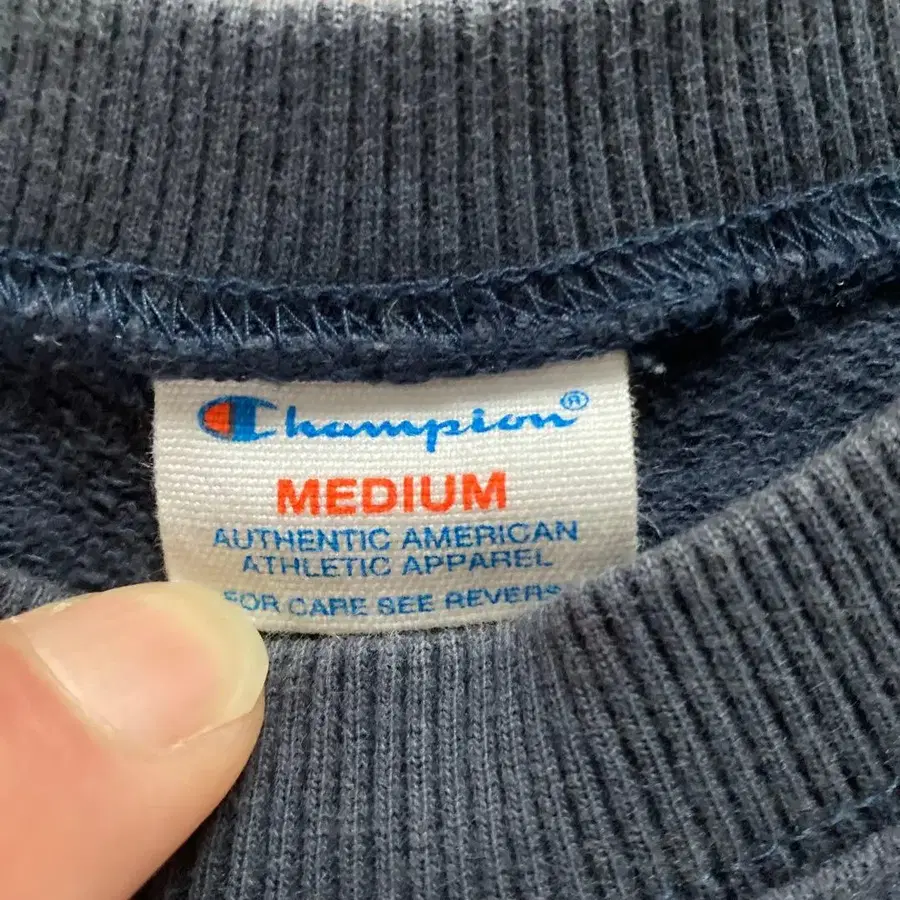 Champion®
MEDIUM
AUTHENTIC AMERICAN
ATHLETIC APPAREL
FOR CARE SEE REVERS